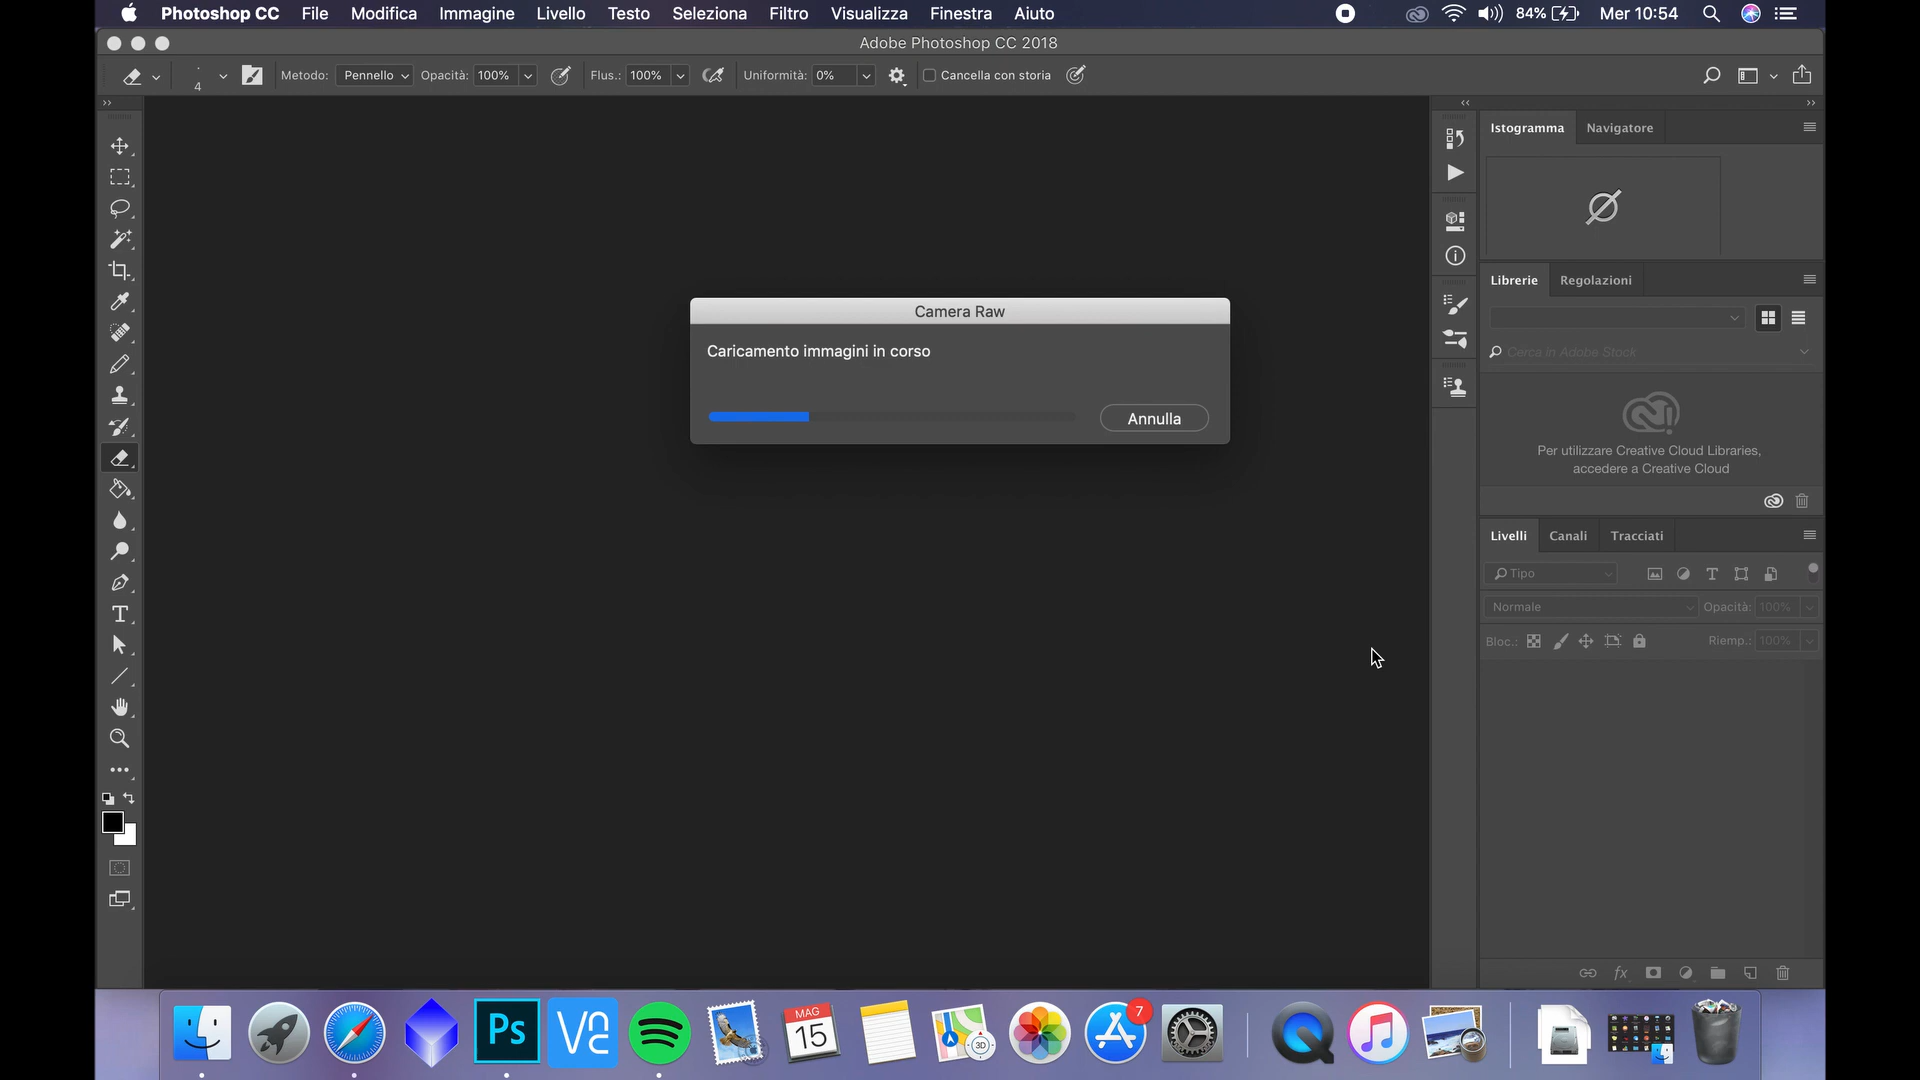 Photoshop CC File Modifica Immagine Livello Testo Seleziona Filtro Visualizza Finestra Aiuto 84% Mer 10:54
Adobe Photoshop CC 2018
4 Metodo: Pennello Opacità: 100% Flus.: 100% Uniformità: 0% Cancella con storia
Istogramma Navigatore
Librerie Regolazioni
Camera Raw
Caricamento immagini in corso
Annulla
Cerca in Adobe Stock
Per utilizzare Creative Cloud Libraries,
accedere a Creative Cloud
Livelli Canali Tracciati
Tipo
Normale Opacità: 100%
Bloc.: Riemp.: 100%
fx
Ps
MAG
15
3D
7